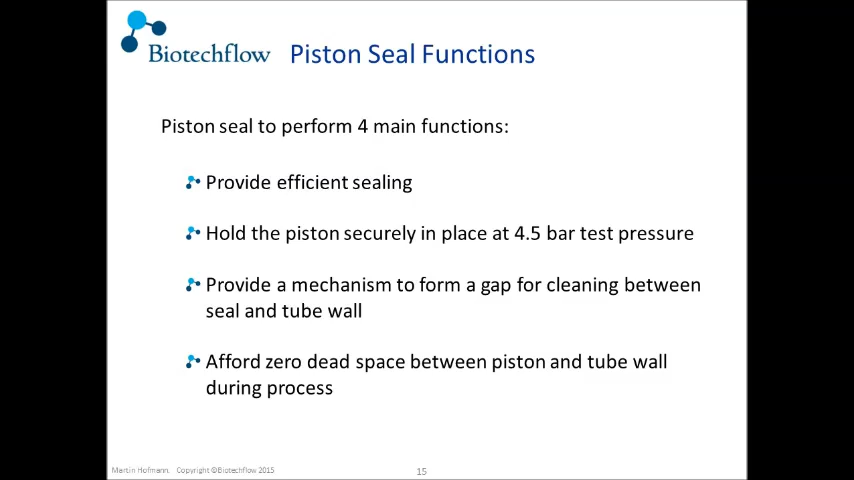 Biotechflow
Piston Seal Functions
Piston seal to perform 4 main functions:
Provide efficient sealing
Hold the piston securely in place at 4.5 bar test pressure
Provide a mechanism to form a gap for cleaning between
seal and tube wall
Afford zero dead space between piston and tube wall
during process
Martin Hofmann. Copyright ©Biotechflow 2015
15